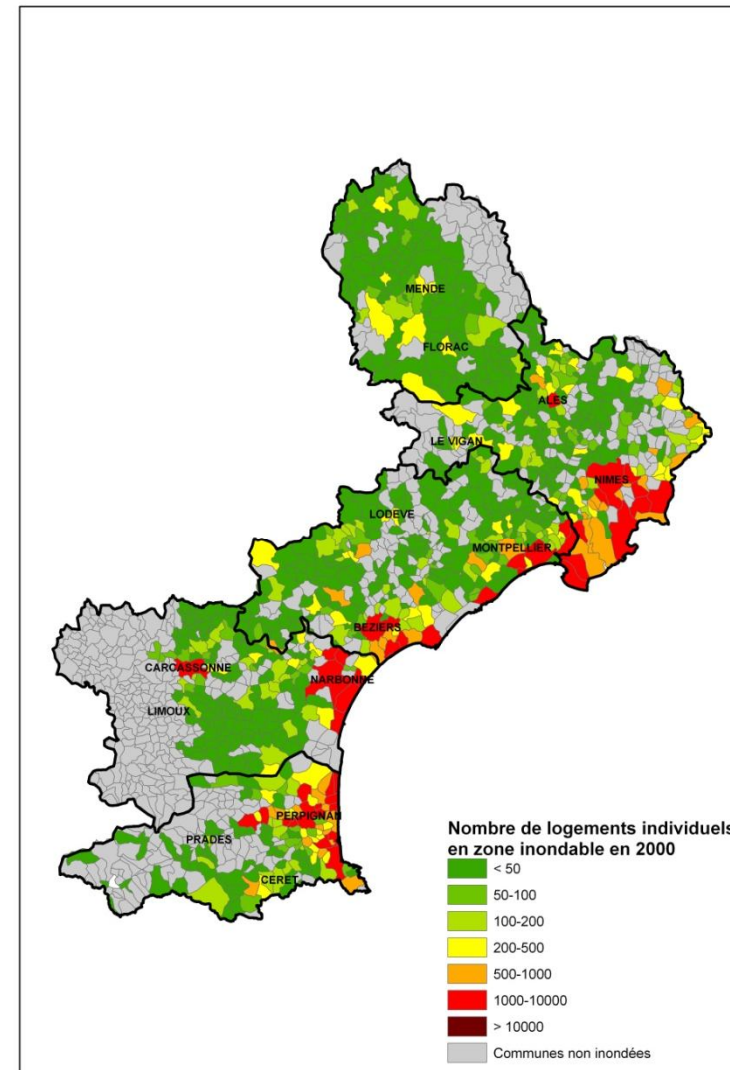 MENDE
FLORAC
ALES
LE VIGAN
NIMES
LODEVE
MONTPELLIER
BEZIERS
CARCASSONNE
NARBONNE
LIMOUX
PERPIGNAN
PRADES
CERET
Nombre de logements individuels
en zone inondable en 2000
< 50
50-100
100-200
200-500
500-1000
1000-10000
> 10000
Communes non inondées